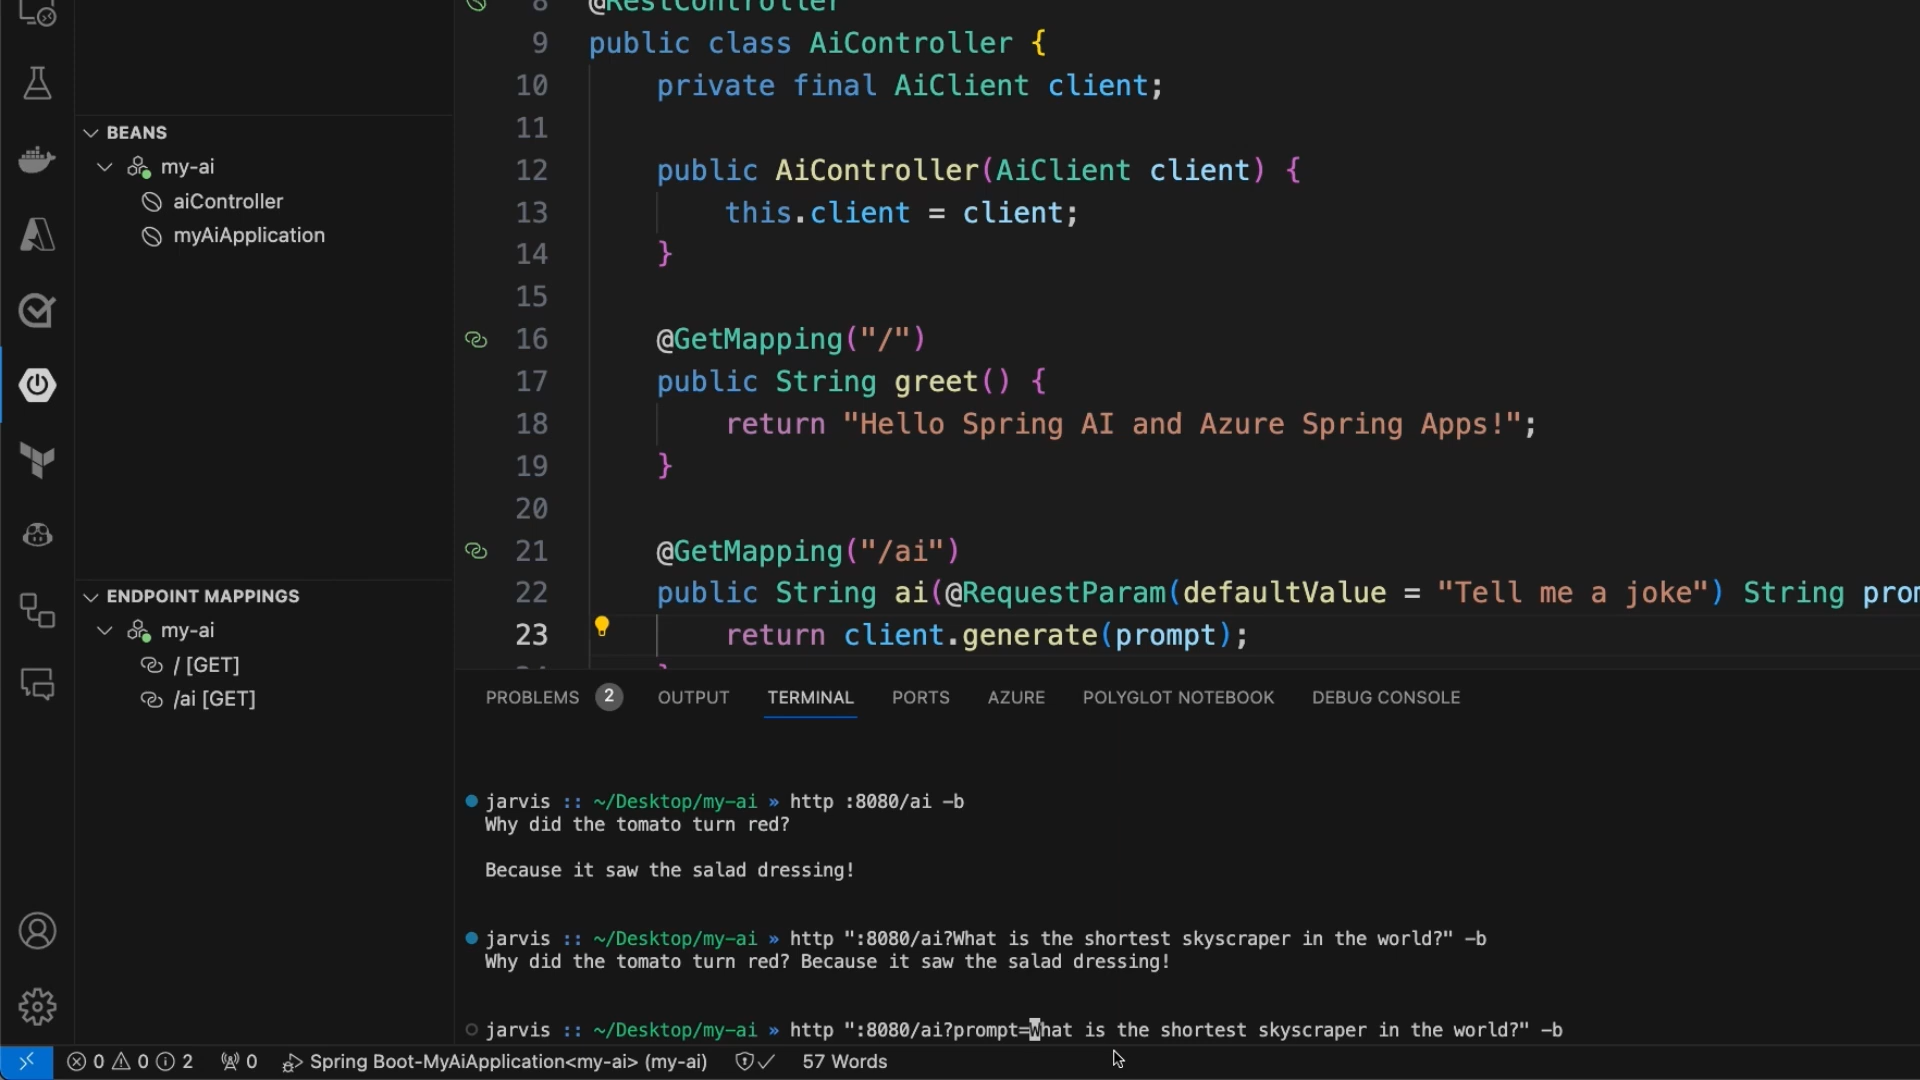 8 @RestController
9 public class AiController {
10 private final AiClient client;
11
12 public AiController(AiClient client) {
13 this.client = client;
14 }
15
16 @GetMapping("/")
17 public String greet() {
18 return "Hello Spring AI and Azure Spring Apps!";
19 }
20
21 @GetMapping("/ai")
22 public String ai(@RequestParam(defaultValue = "Tell me a joke") String prom
23 return client.generate(prompt);
BEANS
my-ai
aiController
myAiApplication
ENDPOINT MAPPINGS
my-ai
/ [GET]
/ai [GET]
PROBLEMS 2 OUTPUT TERMINAL PORTS AZURE POLYGLOT NOTEBOOK DEBUG CONSOLE
jarvis :: ~/Desktop/my-ai » http :8080/ai -b
Why did the tomato turn red?
Because it saw the salad dressing!
jarvis :: ~/Desktop/my-ai » http ":8080/ai?What is the shortest skyscraper in the world?" -b
Why did the tomato turn red? Because it saw the salad dressing!
jarvis :: ~/Desktop/my-ai » http ":8080/ai?prompt=What is the shortest skyscraper in the world?" -b
0 0 2 0 Spring Boot-MyAiApplication<my-ai> (my-ai) 57 Words